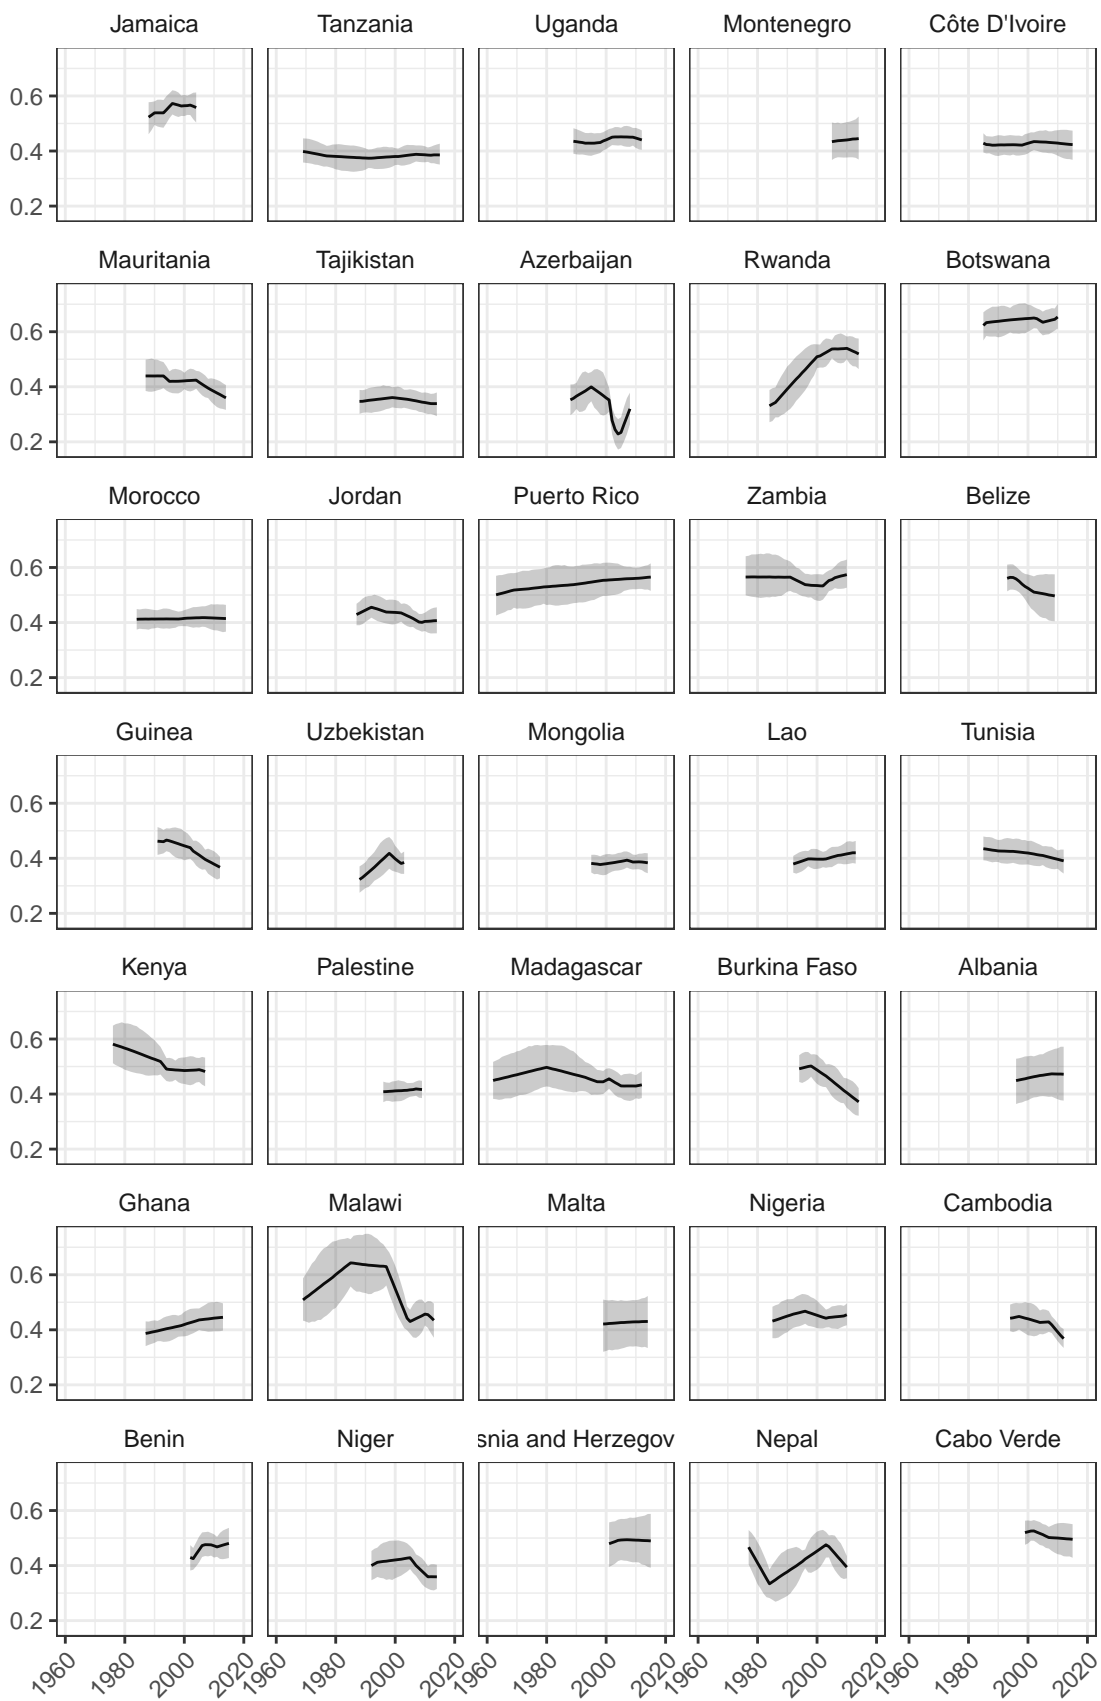 Jamaica Tanzania Uganda Montenegro Côte D'Ivoire
0.6
0.4
0.2
Mauritania Tajikistan Azerbaijan Rwanda Botswana
0.6
0.4
0.2
Morocco Jordan Puerto Rico Zambia Belize
0.6
0.4
0.2
Guinea Uzbekistan Mongolia Lao Tunisia
0.6
0.4
0.2
Kenya Palestine Madagascar Burkina Faso Albania
0.6
0.4
0.2
Ghana Malawi Malta Nigeria Cambodia
0.6
0.4
0.2
Benin Niger snia and Herzegov Nepal Cabo Verde
0.6
0.4
0.2
1960 1980 2000 2020 1960 1980 2000 2020 1960 1980 2000 2020 1960 1980 2000 2020 1960 1980 2000 2020